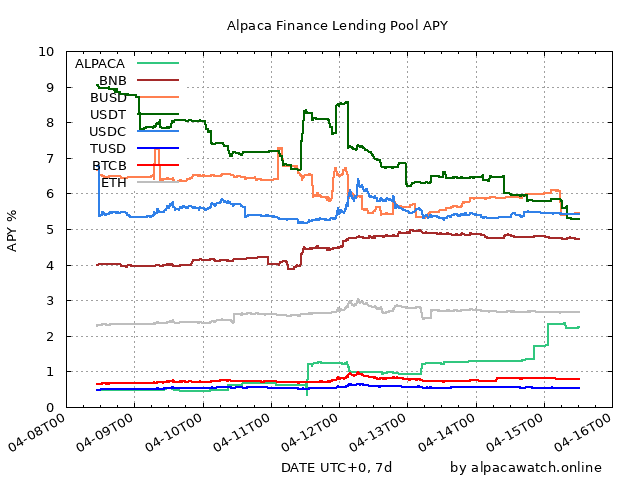 Alpaca Finance Lending Pool APY
10
9
8
7
6
5
4
3
2
1
0
APY %
ALPACA
BNB
BUSD
USDT
USDC
TUSD
BTCB
ETH
04-08T00
04-09T00
04-10T00
04-11T00
04-12T00
04-13T00
04-14T00
04-15T00
04-16T00
DATE UTC+0, 7d
by alpacawatch.online